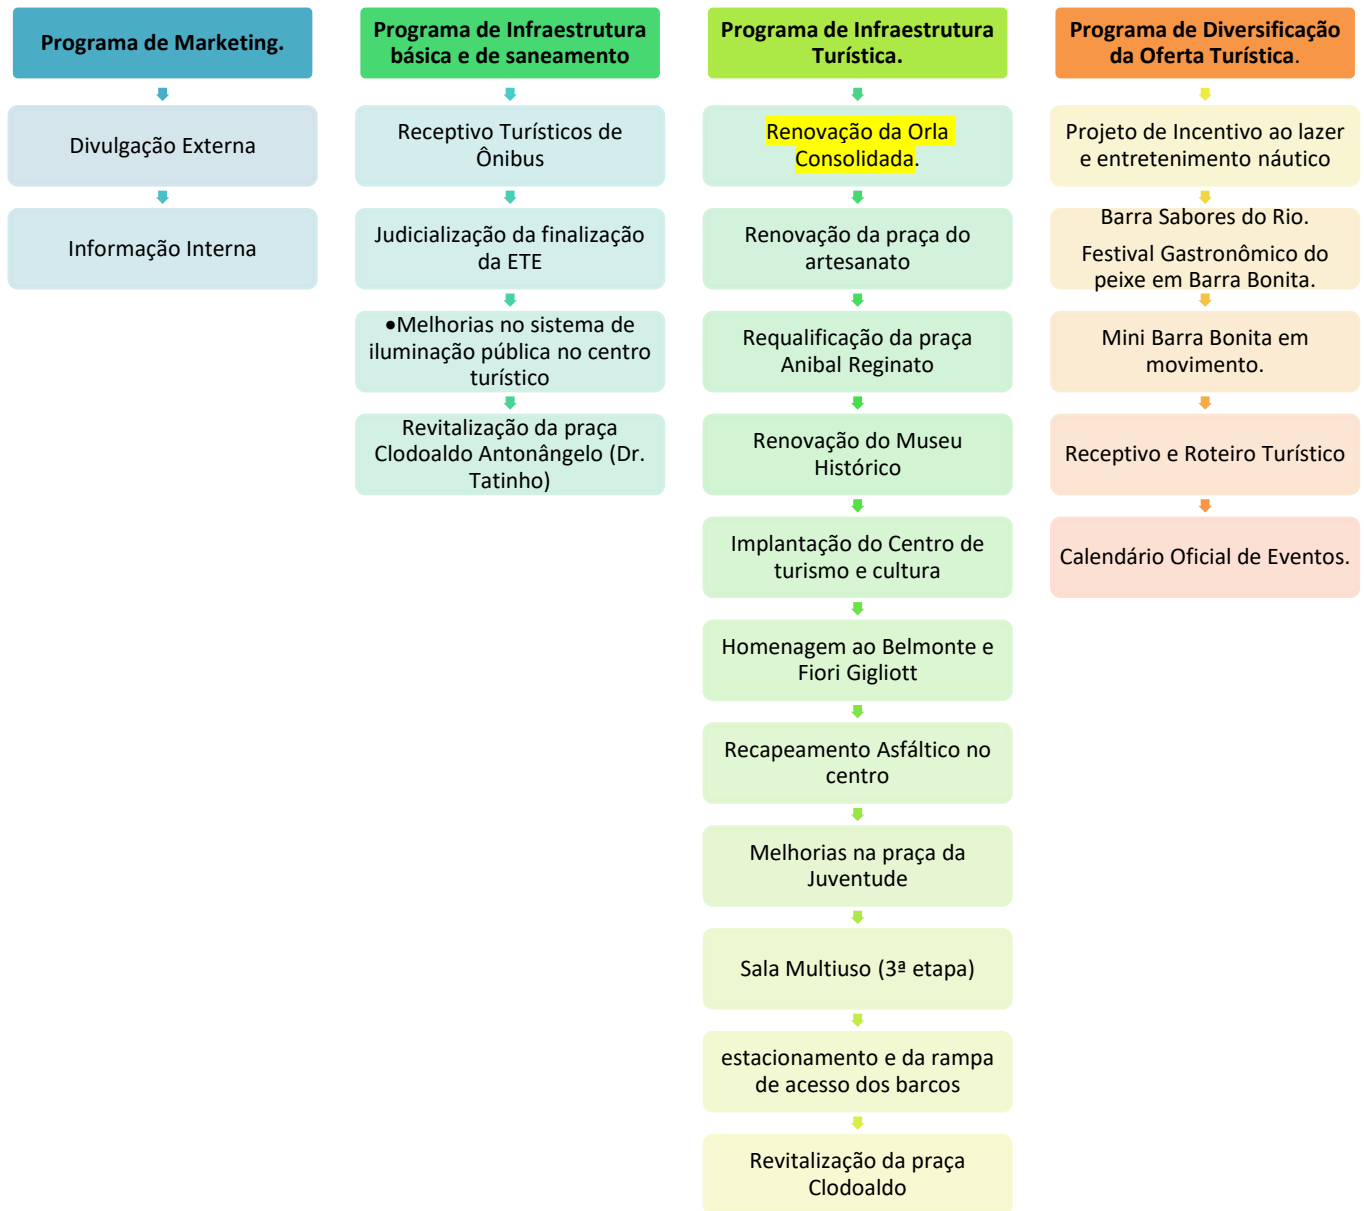 Programa de Marketing.
Divulgação Externa
Informação Interna
Programa de Infraestrutura
básica e de saneamento
Receptivo Turísticos de
Ônibus
Judicialização da finalização
da ETE
•Melhorias no sistema de
iluminação pública no centro
turístico
Revitalização da praça
Clodoaldo Antonângelo (Dr.
Tatinho)
Programa de Infraestrutura
Turística.
Renovação da Orla
Consolidada.
Renovação da praça do
artesanato
Requalificação da praça
Anibal Reginato
Renovação do Museu
Histórico
Implantação do Centro de
turismo e cultura
Homenagem ao Belmonte e
Fiori Gigliott
Recapeamento Asfáltico no
centro
Melhorias na praça da
Juventude
Sala Multiuso (3ª etapa)
estacionamento e da rampa
de acesso dos barcos
Revitalização da praça
Clodoaldo
Programa de Diversificação
da Oferta Turística.
Projeto de Incentivo ao lazer
e entretenimento náutico
Barra Sabores do Rio.
Festival Gastronômico do
peixe em Barra Bonita.
Mini Barra Bonita em
movimento.
Receptivo e Roteiro Turístico
Calendário Oficial de Eventos.